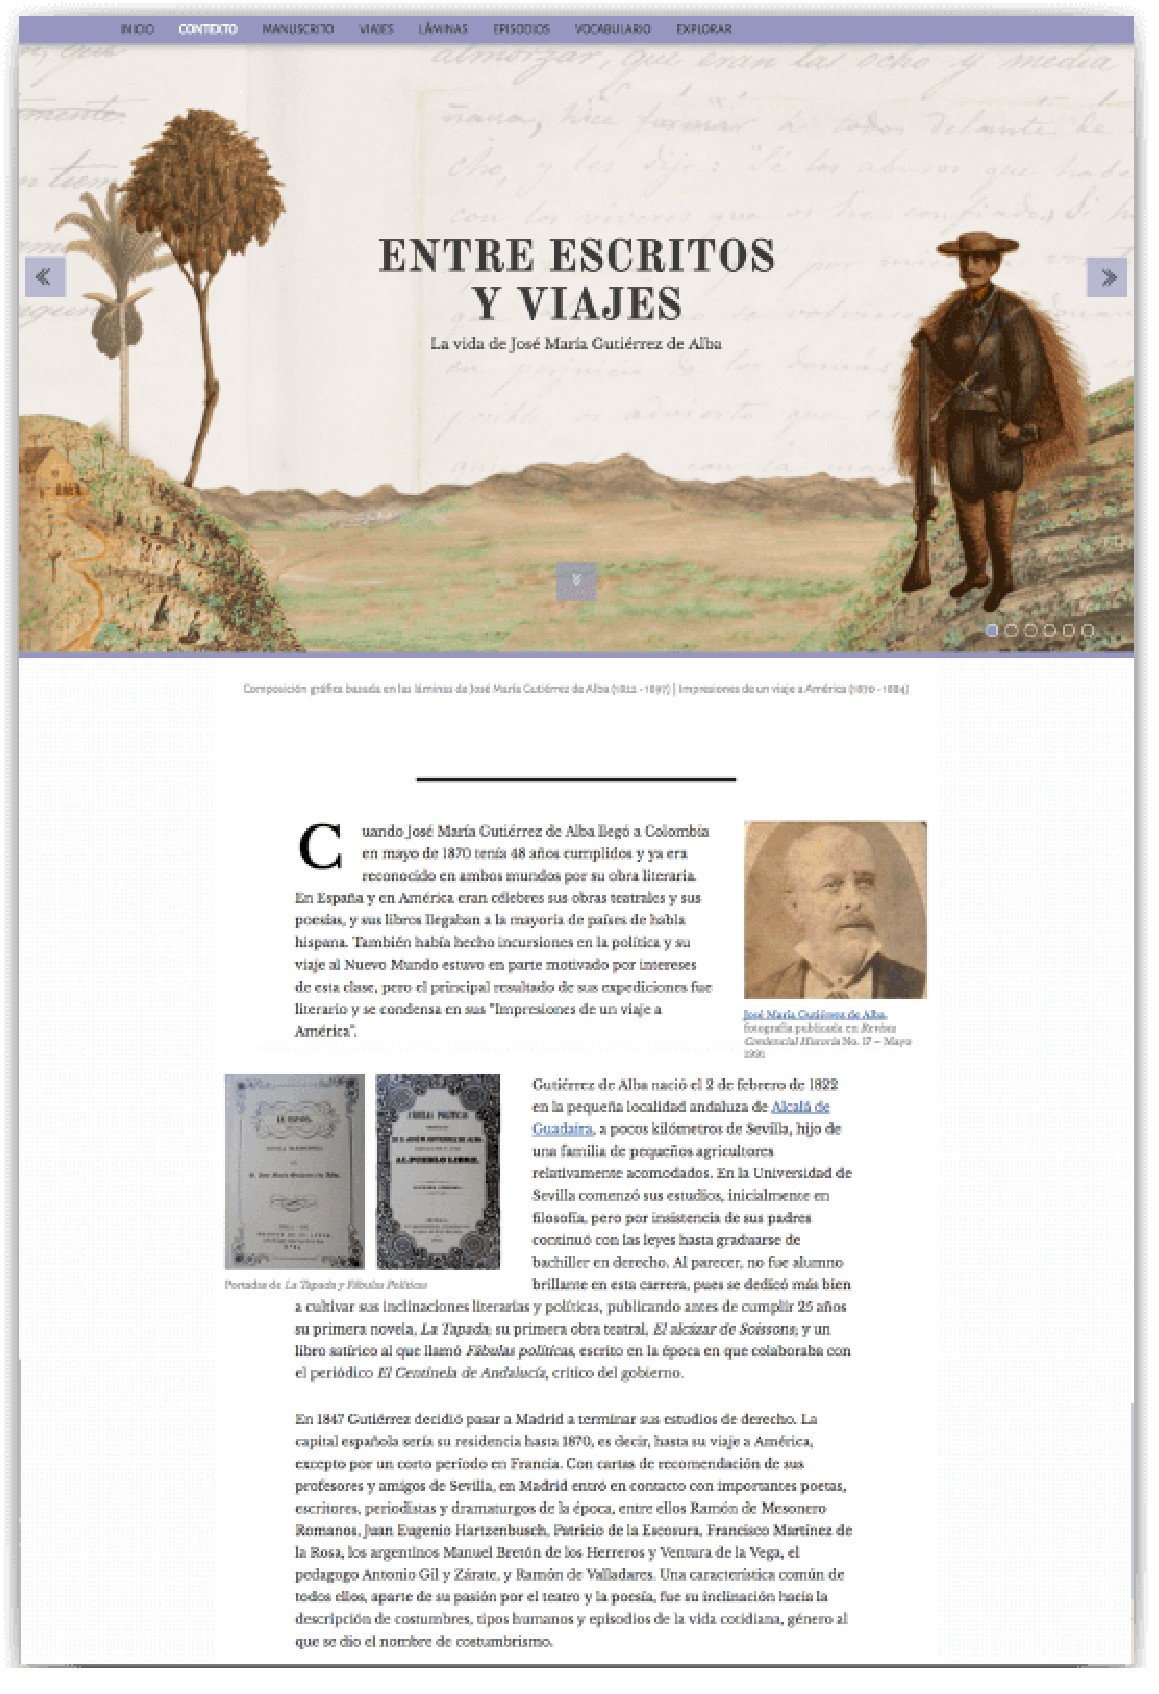 INICIO CONTEXTO MANUSCRITO VIAJES LÁMINAS EPISODIOS VOCABULARIO EXPLORAR
almorzar, que eran las ocho y media
ñana, hice formar á todos delante de
cho, y les dije: "Sé los abusos que
con los víveres que os he confiado, Si
ENTRE ESCRITOS
Y VIAJES
La vida de José María Gutiérrez de Alba
Composición gráfica basada en las láminas de José María Gutiérrez de Alba (1822 - 1897) | Impresiones de un viaje a América (1870 - 1884)
Cuando José María Gutiérrez de Alba llegó a Colombia
en mayo de 1870 tenía 48 años cumplidos y ya era
reconocido en ambos mundos por su obra literaria.
En España y en América eran célebres sus obras teatrales y sus
poesías, y sus libros llegaban a la mayoría de países de habla
hispana. También había hecho incursiones en la política y su
viaje al Nuevo Mundo estuvo en parte motivado por intereses
de esta clase, pero el principal resultado de sus expediciones fue
literario y se condensa en sus "Impresiones de un viaje a
América".
José María Gutiérrez de Alba,
fotografía publicada en Revista
Credencial Historia No. 17 – Mayo
1991
LA TAPADA
FÁBULAS POLÍTICAS
AL PUEBLO LIBRE.
Portadas de La Tapada y Fábulas Políticas
Gutiérrez de Alba nació el 2 de febrero de 1822
en la pequeña localidad andaluza de Alcalá de
Guadaíra, a pocos kilómetros de Sevilla, hijo de
una familia de pequeños agricultores
relativamente acomodados. En la Universidad de
Sevilla comenzó sus estudios, inicialmente en
filosofía, pero por insistencia de sus padres
continuó con las leyes hasta graduarse de
bachiller en derecho. Al parecer, no fue alumno
brillante en esta carrera, pues se dedicó más bien
a cultivar sus inclinaciones literarias y políticas, publicando antes de cumplir 25 años
su primera novela, La Tapada; su primera obra teatral, El alcázar de Soissons; y un
libro satírico al que llamó Fábulas políticas, escrito en la época en que colaboraba con
el periódico El Centinela de Andalucía, crítico del gobierno.
En 1847 Gutiérrez decidió pasar a Madrid a terminar sus estudios de derecho. La
capital española sería su residencia hasta 1870, es decir, hasta su viaje a América,
excepto por un corto período en Francia. Con cartas de recomendación de sus
profesores y amigos de Sevilla, en Madrid entró en contacto con importantes poetas,
escritores, periodistas y dramaturgos de la época, entre ellos Ramón de Mesonero
Romanos, Juan Eugenio Hartzenbusch, Patricio de la Escosura, Francisco Martínez de
la Rosa, los argentinos Manuel Bretón de los Herreros y Ventura de la Vega, el
pedagogo Antonio Gil y Zárate, y Ramón de Valladares. Una característica común de
todos ellos, aparte de su pasión por el teatro y la poesía, fue su inclinación hacia la
descripción de costumbres, tipos humanos y episodios de la vida cotidiana, género al
que se dio el nombre de costumbrismo.